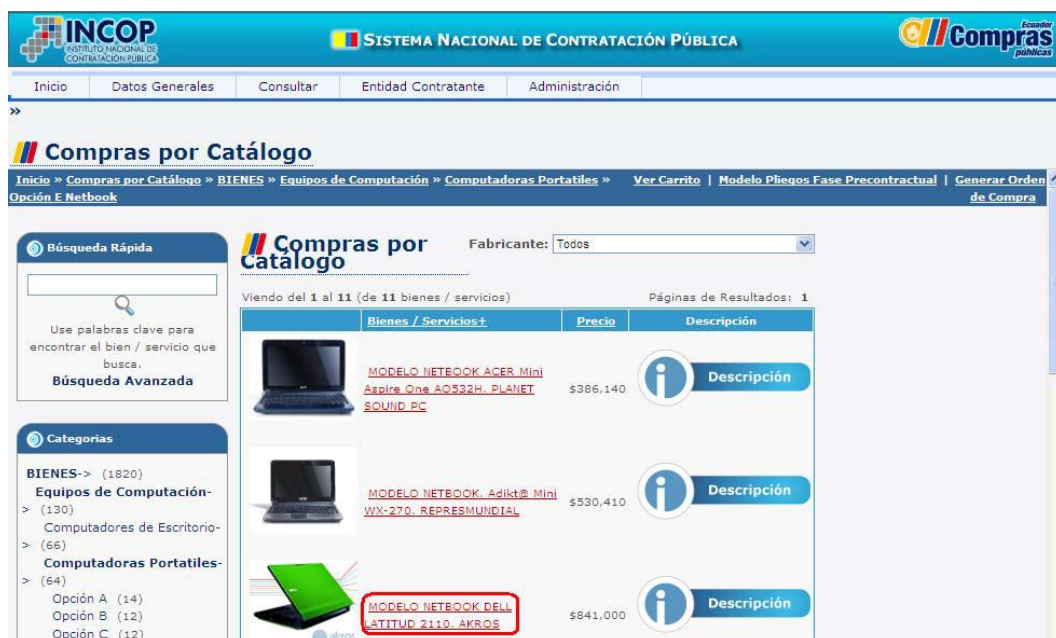 INCOP
INSTITUTO NACIONAL DE
CONTRATACIÓN PÚBLICA
SISTEMA NACIONAL DE CONTRATACIÓN PÚBLICA
Ecuador
Compras
públicas
Inicio Datos Generales Consultar Entidad Contratante Administración
»
Compras por Catálogo
Inicio » Compras por Catálogo » BIENES » Equipos de Computación » Computadoras Portatiles »
Opción E Netbook
Ver Carrito | Modelo Pliegos Fase Precontractual | Generar Orden
de Compra
Búsqueda Rápida
Use palabras clave para
encontrar el bien / servicio que
busca.
Búsqueda Avanzada
Categorias
BIENES-> (1820)
Equipos de Computación-
> (130)
Computadores de Escritorio-
> (66)
Computadoras Portatiles-
> (64)
Opción A (14)
Opción B (12)
Opción C (12)
Compras por
Catálogo
Fabricante: Todos
Viendo del 1 al 11 (de 11 bienes / servicios) Páginas de Resultados: 1
Bienes / Servicios+ Precio Descripción
MODELO NETBOOK ACER Mini
Aspire One AO532H. PLANET
SOUND PC
$386,140
Descripción
MODELO NETBOOK. Adikt@ Mini
WX-270. REPRESMUNDIAL
$530,410
Descripción
akros
MODELO NETBOOK DELL
LATITUD 2110. AKROS
$841,000
Descripción